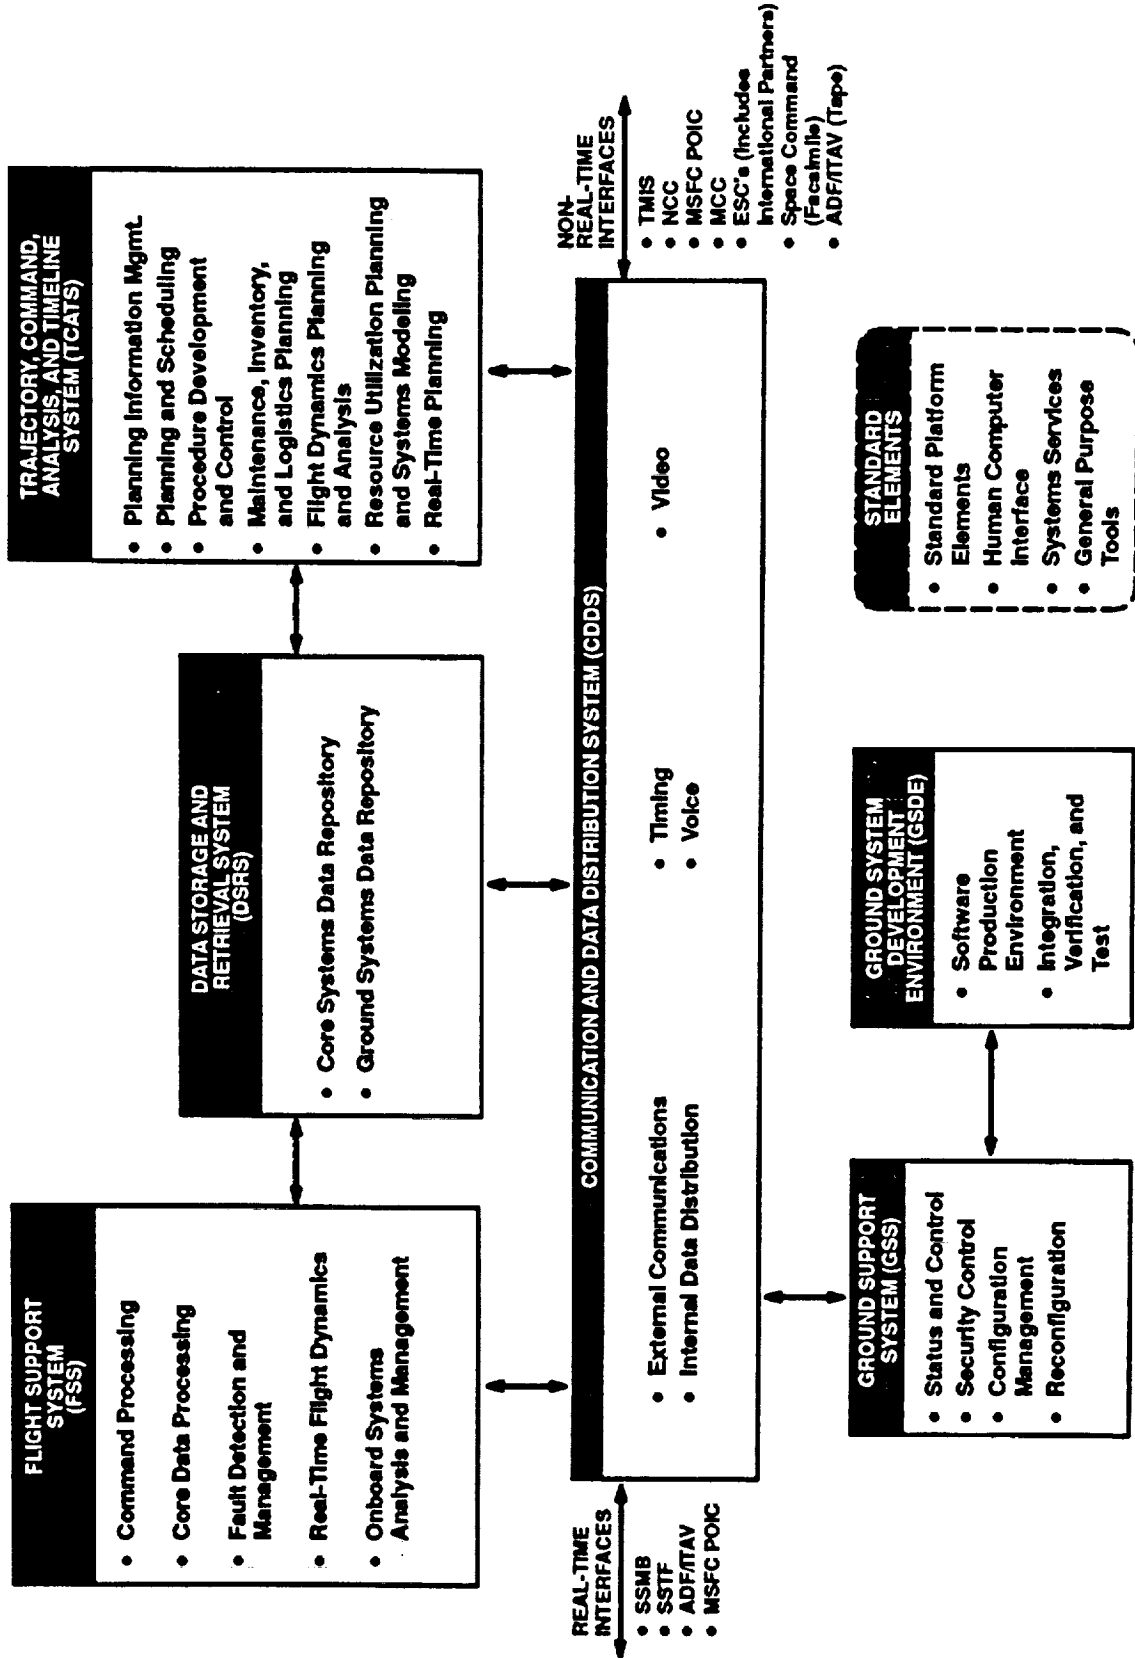 FLIGHT SUPPORT
SYSTEM
(FSS)
• Command Processing
• Core Data Processing
• Fault Detection and
Management
• Real-Time Flight Dynamics
• Onboard Systems
Analysis and Management
DATA STORAGE AND
RETRIEVAL SYSTEM
(DSRS)
• Core Systems Data Repository
• Ground Systems Data Repository
TRAJECTORY, COMMAND,
ANALYSIS, AND TIMELINE
SYSTEM (TCATS)
• Planning Information Mgmt.
• Planning and Scheduling
• Procedure Development
and Control
• Maintenance, Inventory,
and Logistics Planning
• Flight Dynamics Planning
and Analysis
• Resource Utilization Planning
and Systems Modeling
• Real-Time Planning
REAL-TIME
INTERFACES
• SSMB
• SSTF
• ADF/ITAV
• MSFC POIC
COMMUNICATION AND DATA DISTRIBUTION SYSTEM (CDDS)
• External Communications
• Internal Data Distribution
• Timing
• Voice
• Video
NON-
REAL-TIME
INTERFACES
• TMIS
• NCC
• MSFC POIC
• MCC
• ESC's (Includes
International Partners)
• Space Command
(Facsimile)
• ADF/ITAV (Tape)
GROUND SUPPORT
SYSTEM (GSS)
• Status and Control
• Security Control
• Configuration
Management
• Reconfiguration
GROUND SYSTEM
DEVELOPMENT
ENVIRONMENT (GSDE)
• Software
Production
Environment
• Integration,
Verification, and
Test
STANDARD
ELEMENTS
• Standard Platform
Elements
• Human Computer
Interface
• Systems Services
• General Purpose
Tools